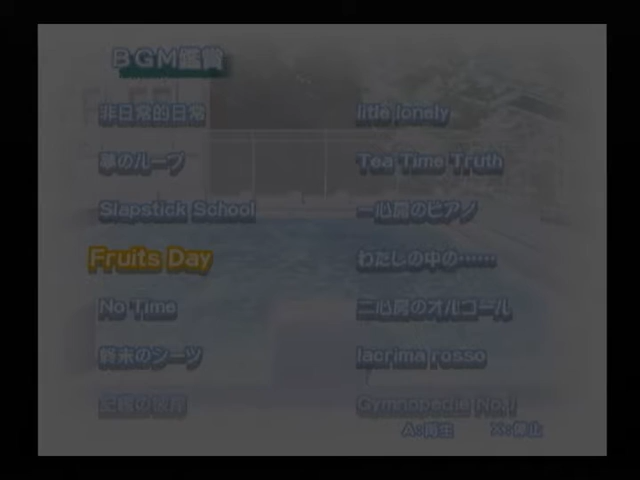 BGM鑑賞
非日常的日常
little lonely
夢のループ
Tea Time Truth
Slapstick School
一心房のピアノ
Fruits Day
わたしの中の……
No Time
二心房のオルゴール
終末のシーツ
lacrima rosso
Gymnopedie No.1
A:再生 X:停止